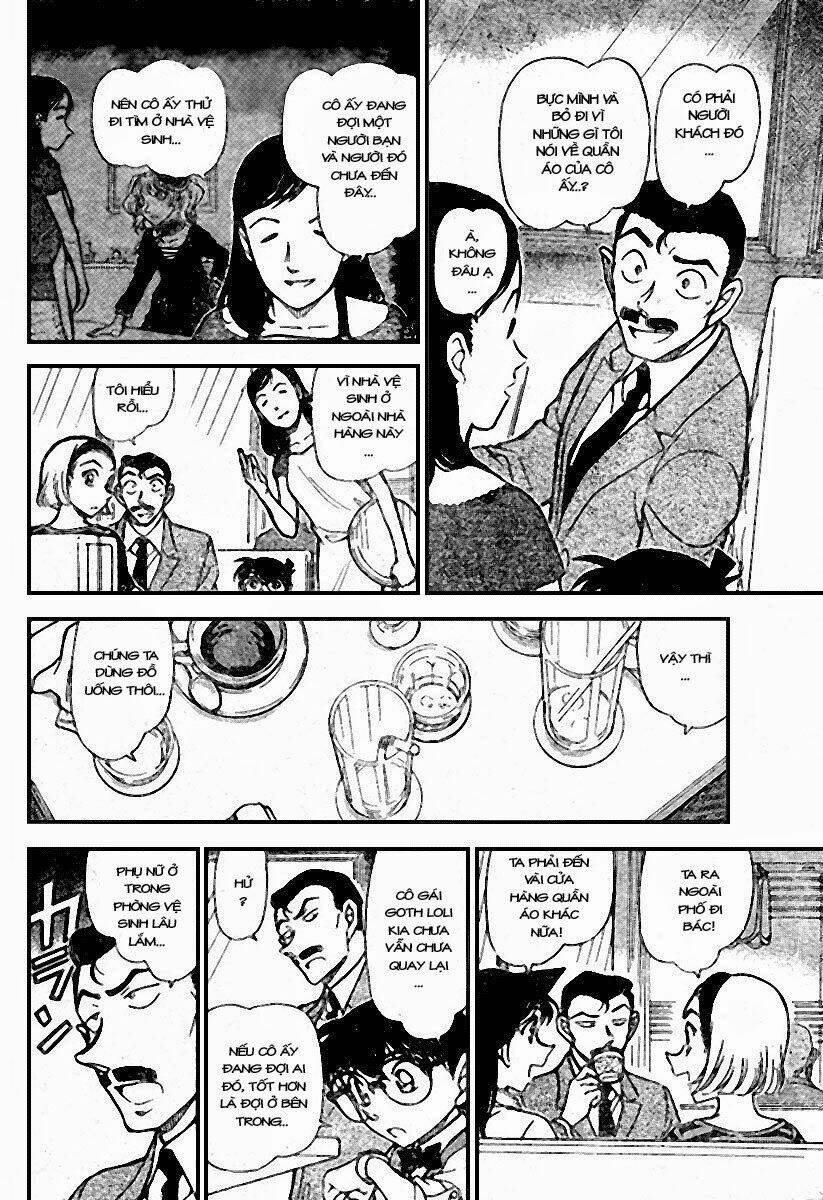 CÓ PHẢI
NGƯỜI
KHÁCH ĐÓ
...
BỰC MÌNH VÀ
BỎ ĐI VÌ
NHỮNG GÌ TÔI
NÓI VỀ QUẦN
ÁO CỦA CÔ
ẤY..?
À,
KHÔNG
ĐÂU Ạ
...
CÔ ẤY ĐANG
ĐỢI MỘT
NGƯỜI BẠN
VÀ NGƯỜI ĐÓ
CHƯA ĐẾN
ĐÂY..
NÊN CÔ ẤY THỬ
ĐI TÌM Ở NHÀ VỆ
SINH...
VÌ NHÀ VỆ
SINH Ở
NGOÀI NHÀ
HÀNG NÀY
...
TÔI HIỂU
RỒI...
VẬY THÌ
...
CHÚNG TA
DÙNG ĐỒ
UỐNG THÔI...
TA RA
NGOÀI
PHỐ ĐI
BÁC!
TA PHẢI ĐẾN
VÀI CỬA
HÀNG QUẦN
ÁO KHÁC
NỮA!
CÔ GÁI
GOTH LOLI
KIA CHƯA
VẪN CHƯA
QUAY LẠI
...
HỬ
?
NẾU CÔ ẤY
ĐANG ĐỢI AI
ĐÓ, TỐT HƠN
LÀ ĐỢI Ở BÊN
TRONG..
PHỤ NỮ Ở
TRONG
PHÒNG VỆ
SINH LÂU
LẮM...
カラン